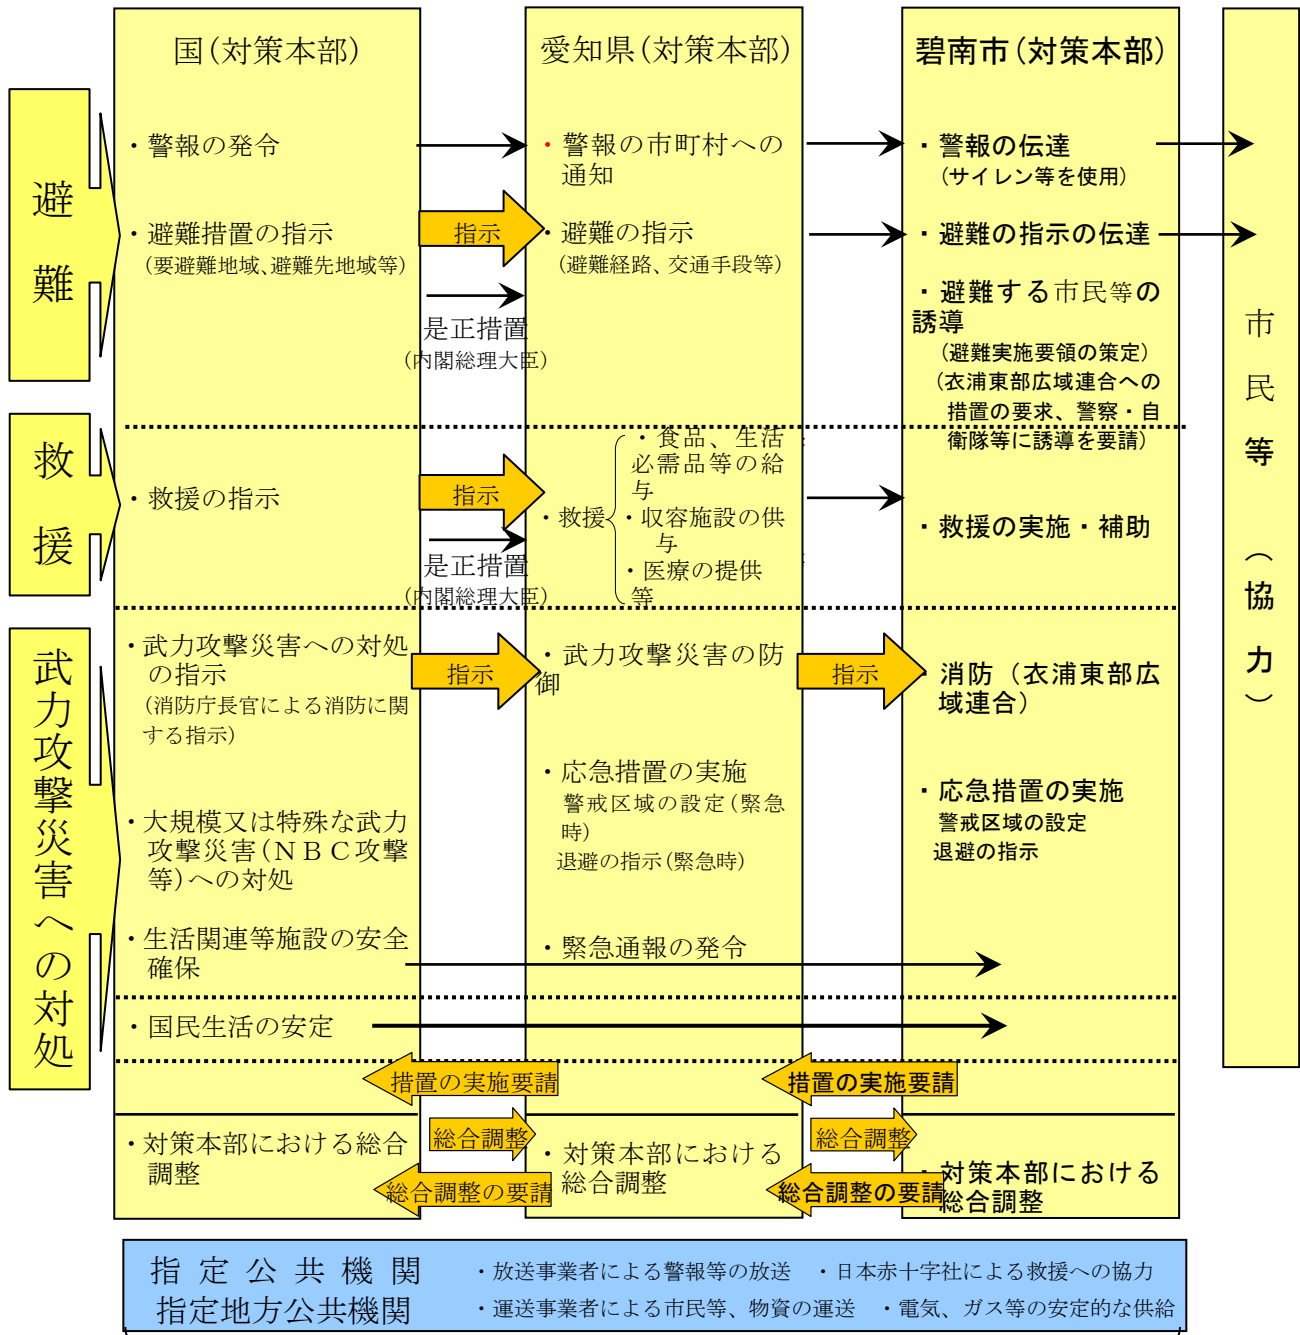 国(対策本部)
愛知県(対策本部)
碧南市(対策本部)
避
難
・警報の発令
・警報の市町村への
通知
・警報の伝達
(サイレン等を使用)
・避難措置の指示
(要避難地域、避難先地域等)
指示
・避難の指示
(避難経路、交通手段等)
・避難の指示の伝達
是正措置
(内閣総理大臣)
・避難する市民等の
誘導
(避難実施要領の策定)
(衣浦東部広域連合への
措置の要求、警察・自
衛隊等に誘導を要請)
救
援
・救援の指示
指示
是正措置
(内閣総理大臣)
・救援
・食品、生活
必需品等の給
与
・収容施設の供
与
・医療の提供
等
・救援の実施・補助
武力攻撃災害への対処
・武力攻撃災害への対処
の指示
(消防庁長官による消防に関
する指示)
指示
・武力攻撃災害の防
御
指示
・消防(衣浦東部広
域連合)
・大規模又は特殊な武力
攻撃災害(NBC攻撃
等)への対処
・応急措置の実施
警戒区域の設定(緊急
時)
退避の指示(緊急時)
・応急措置の実施
警戒区域の設定
退避の指示
・生活関連等施設の安全
確保
・緊急通報の発令
・国民生活の安定
措置の実施要請
措置の実施要請
・対策本部における総合
調整
総合調整
総合調整の要請
・対策本部における
総合調整
総合調整
総合調整の要請
・対策本部における
総合調整
市
民
等
(
協
力
)
指定公共機関
・放送事業者による警報等の放送 ・日本赤十字社による救援への協力
指定地方公共機関
・運送事業者による市民等、物資の運送 ・電気、ガス等の安定的な供給